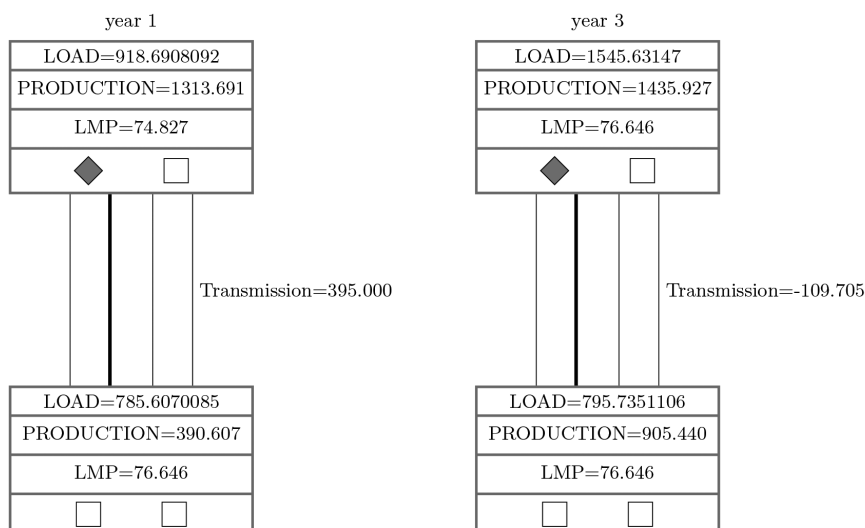 year 1
LOAD=918.6908092
PRODUCTION=1313.691
LMP=74.827
Transmission=395.000
LOAD=785.6070085
PRODUCTION=390.607
LMP=76.646
year 3
LOAD=1545.63147
PRODUCTION=1435.927
LMP=76.646
Transmission=-109.705
LOAD=795.7351106
PRODUCTION=905.440
LMP=76.646